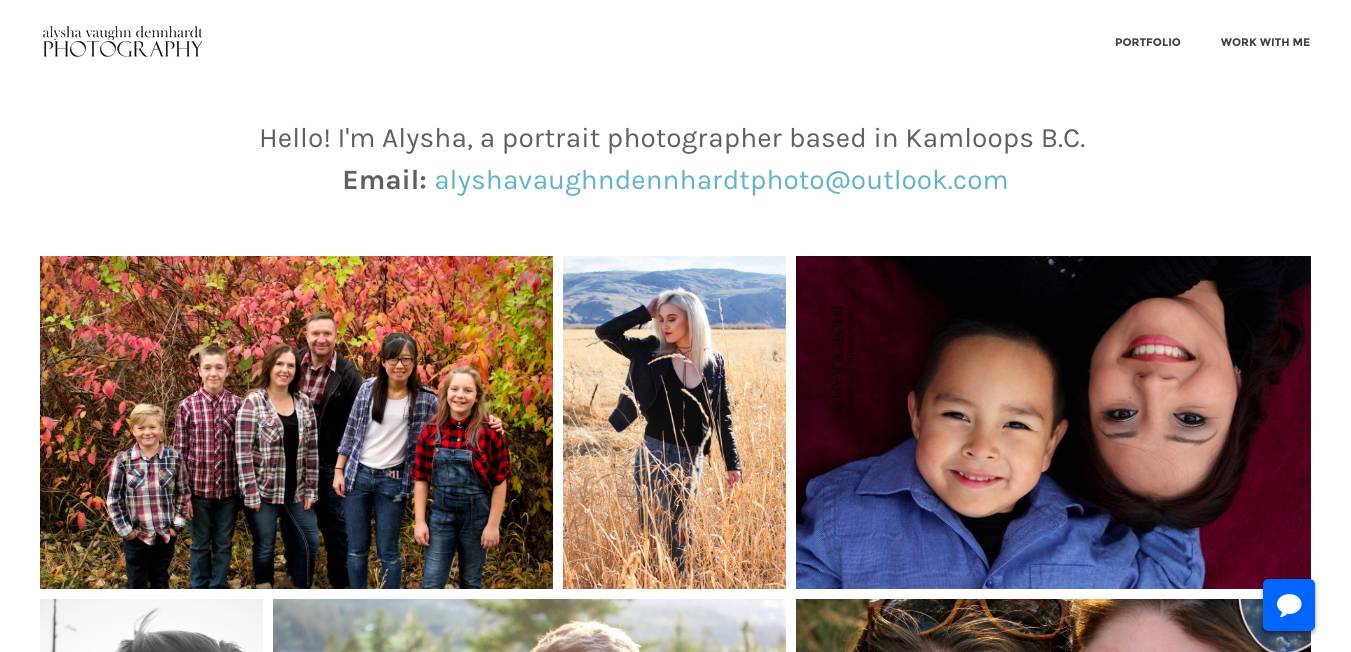 alysha vaughn dennhardt
PHOTOGRAPHY
PORTFOLIO
WORK WITH ME
Hello! I'm Alysha, a portrait photographer based in Kamloops B.C.
Email: alyshavaughndennhardtphoto@outlook.com